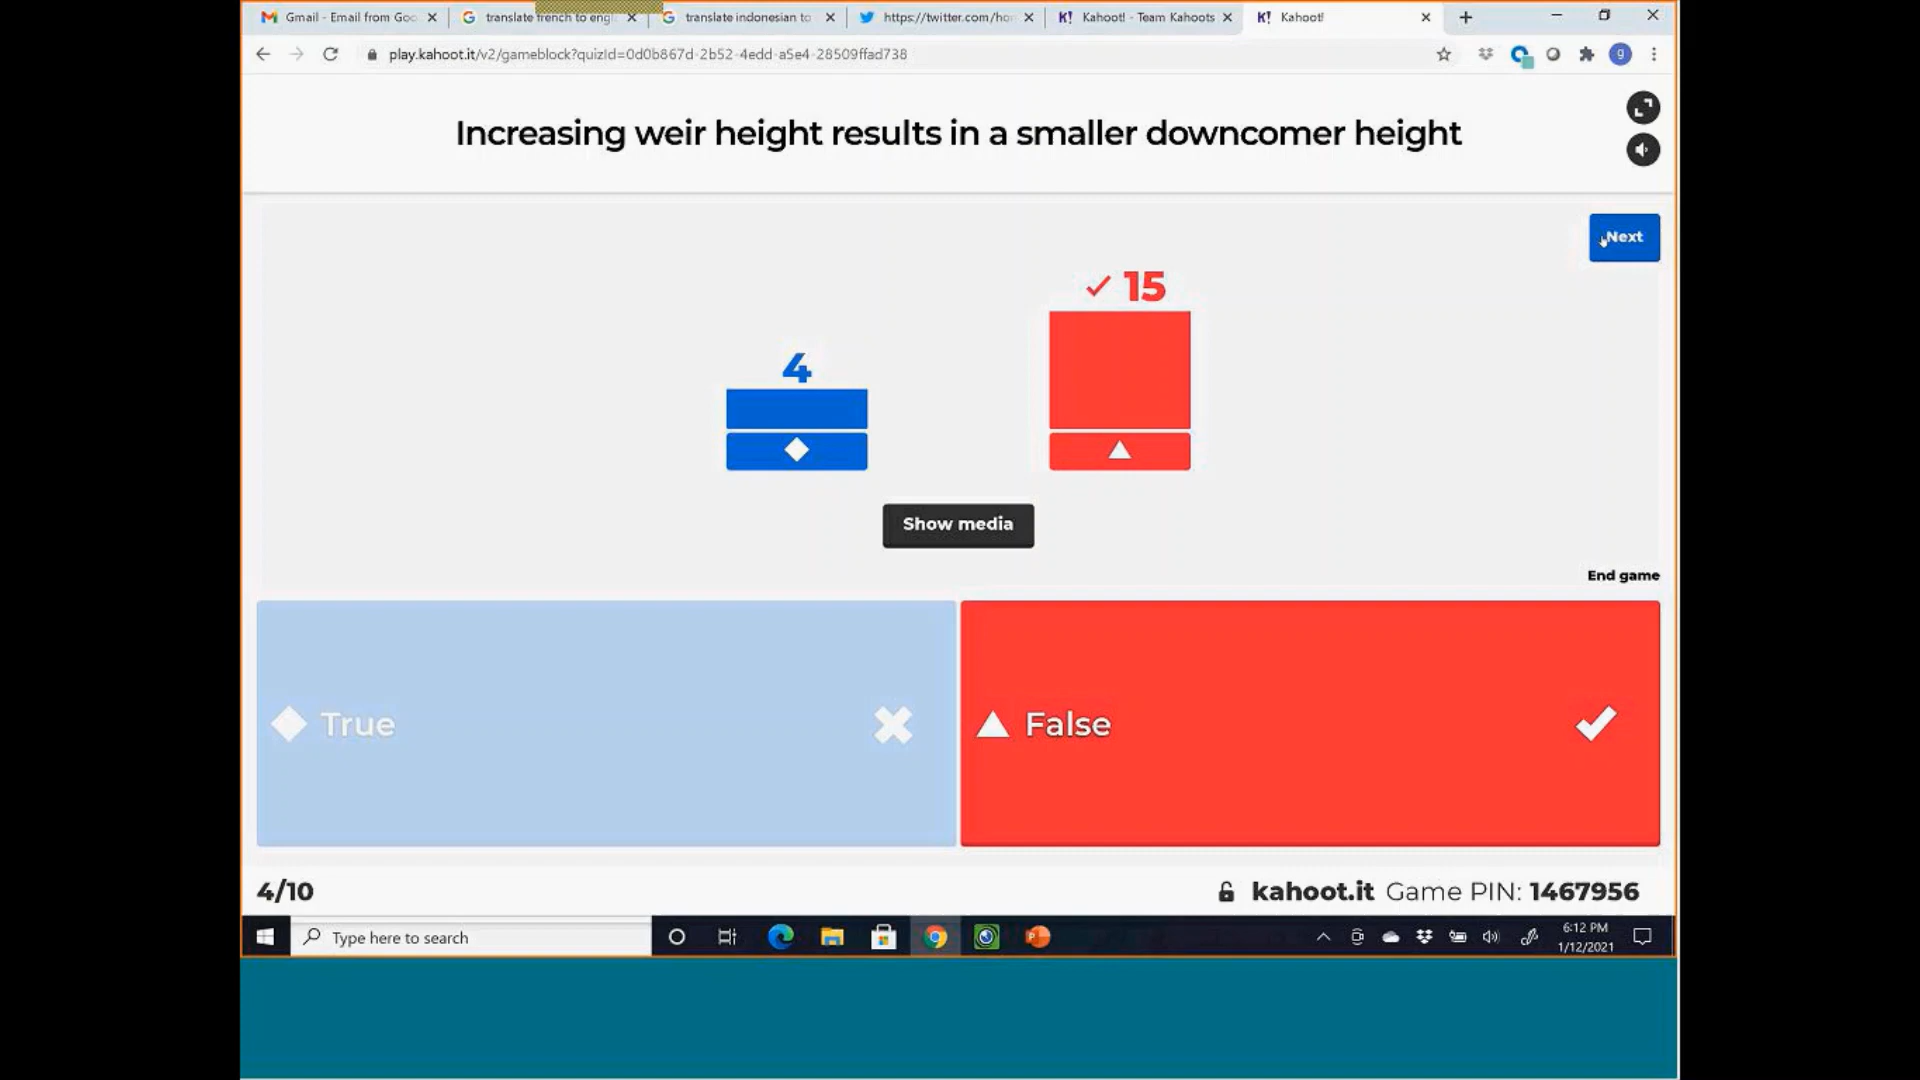 Gmail - Email from Goo
translate french to engl
translate indonesian to
https://twitter.com/hor
K! Kahoot! - Team Kahoots
K! Kahoot!
play.kahoot.it/v2/gameblock?quizId=0d0b867d-2b52-4edd-a5e4-28509ffad738
g
Increasing weir height results in a smaller downcomer height
Next
15
4
Show media
End game
True
False
4/10
kahoot.it Game PIN: 1467956
Type here to search
6:12 PM
1/12/2021